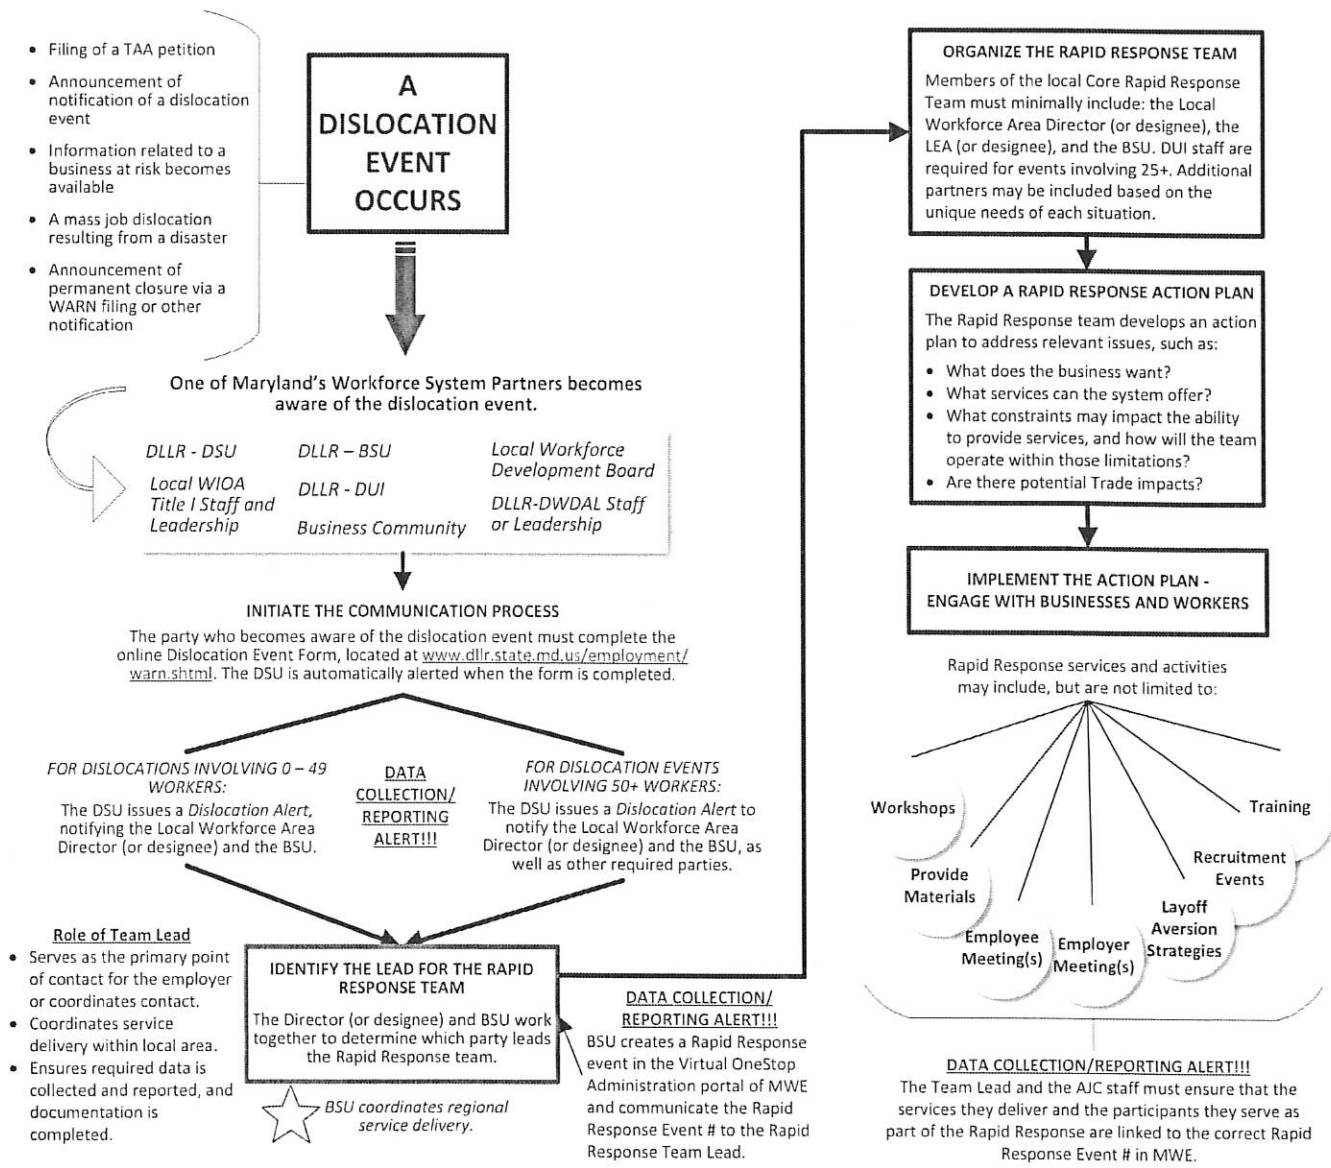 • Filing of a TAA petition
• Announcement of
notification of a dislocation
event
• Information related to a
business at risk becomes
available
• A mass job dislocation
resulting from a disaster
• Announcement of
permanent closure via a
WARN filing or other
notification
A
DISLOCATION
EVENT
OCCURS
One of Maryland's Workforce System Partners becomes
aware of the dislocation event.
DLLR - DSU
Local WIOA
Title I Staff and
Leadership
DLLR – BSU
DLLR - DUI
Business Community
Local Workforce
Development Board
DLLR-DWDAL Staff
or Leadership
INITIATE THE COMMUNICATION PROCESS
The party who becomes aware of the dislocation event must complete the
online Dislocation Event Form, located at www.dllr.state.md.us/employment/
warn.shtml. The DSU is automatically alerted when the form is completed.
FOR DISLOCATIONS INVOLVING 0 – 49
WORKERS:
The DSU issues a Dislocation Alert,
notifying the Local Workforce Area
Director (or designee) and the BSU.
DATA
COLLECTION/
REPORTING
ALERT!!!
FOR DISLOCATION EVENTS
INVOLVING 50+ WORKERS:
The DSU issues a Dislocation Alert to
notify the Local Workforce Area
Director (or designee) and the BSU, as
well as other required parties.
Role of Team Lead
• Serves as the primary point
of contact for the employer
or coordinates contact.
• Coordinates service
delivery within local area.
• Ensures required data is
collected and reported, and
documentation is
completed.
IDENTIFY THE LEAD FOR THE RAPID
RESPONSE TEAM
The Director (or designee) and BSU work
together to determine which party leads
the Rapid Response team.
BSU coordinates regional
service delivery.
DATA COLLECTION/
REPORTING ALERT!!!
BSU creates a Rapid Response
event in the Virtual OneStop
Administration portal of MWE
and communicate the Rapid
Response Event # to the Rapid
Response Team Lead.
ORGANIZE THE RAPID RESPONSE TEAM
Members of the local Core Rapid Response
Team must minimally include: the Local
Workforce Area Director (or designee), the
LEA (or designee), and the BSU. DUI staff are
required for events involving 25+. Additional
partners may be included based on the
unique needs of each situation.
DEVELOP A RAPID RESPONSE ACTION PLAN
The Rapid Response team develops an action
plan to address relevant issues, such as:
• What does the business want?
• What services can the system offer?
• What constraints may impact the ability
to provide services, and how will the team
operate within those limitations?
• Are there potential Trade impacts?
IMPLEMENT THE ACTION PLAN -
ENGAGE WITH BUSINESSES AND WORKERS
Rapid Response services and activities
may include, but are not limited to:
Workshops
Provide
Materials
Employee
Meeting(s)
Employer
Meeting(s)
Layoff
Aversion
Strategies
Recruitment
Events
Training
DATA COLLECTION/REPORTING ALERT!!!
The Team Lead and the AJC staff must ensure that the
services they deliver and the participants they serve as
part of the Rapid Response are linked to the correct Rapid
Response Event # in MWE.